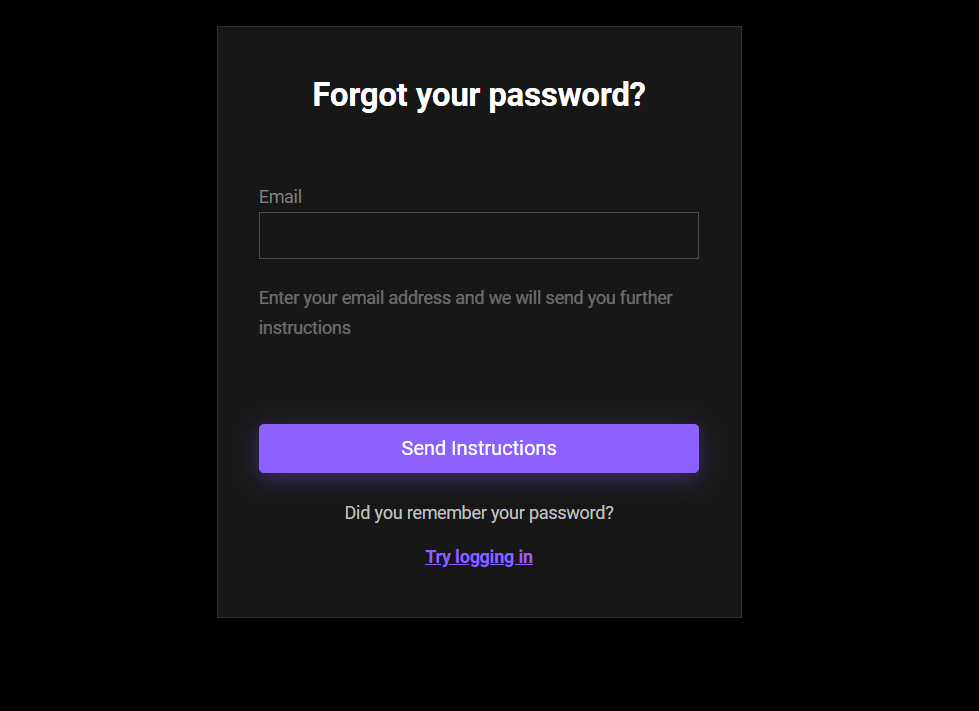 Forgot your password?
Email
Enter your email address and we will send you further
instructions
Send Instructions
Did you remember your password?
Try logging in